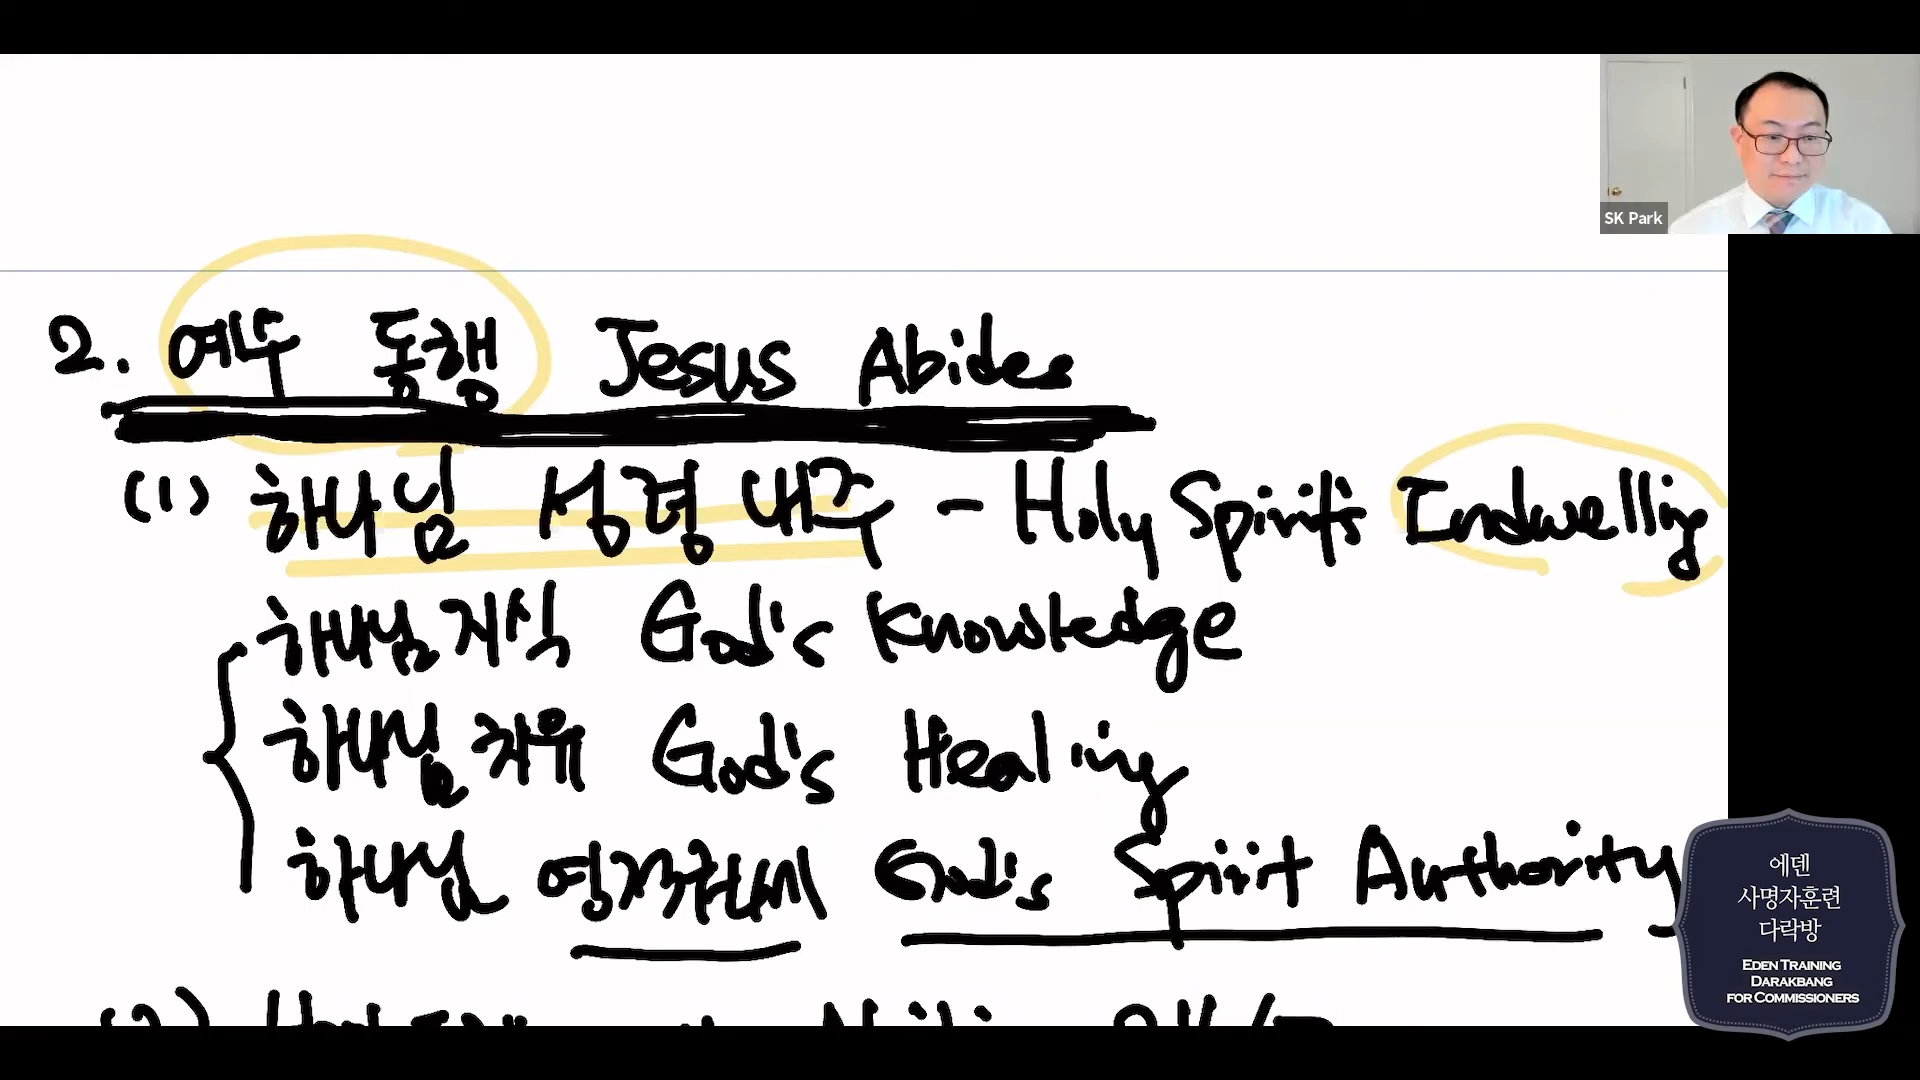 SK Park
2. 예수 동행 Jesus Abides
(1) 하나님 성령 내주 - Holy Spirit's Indwelling
하나님 지식 God's Knowledge
하나님 치유 God's Healing
하나님 영적권세 God's Spirit Authority
에덴
사명자훈련
다락방
EDEN TRAINING
DARAKBANG
FOR COMMISSIONERS